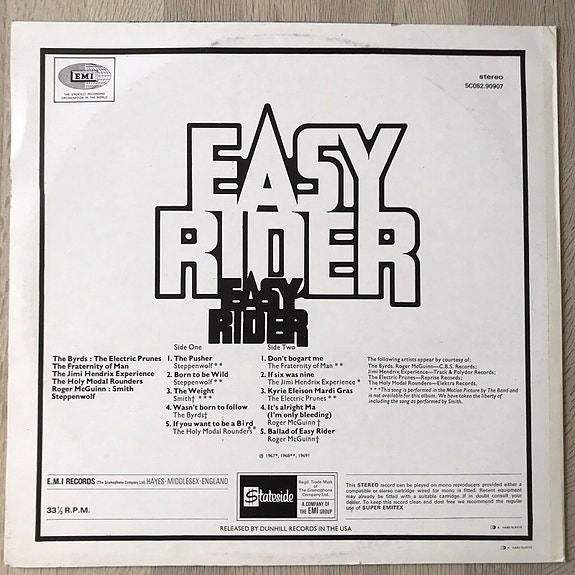 EMI
THE GREATEST RECORDING
ORGANISATION IN THE WORLD
stereo
5C062.90907
EASY
RIDER
EASY
RIDER
The Byrds : The Electric Prunes
The Fraternity of Man
The Jimi Hendrix Experience
The Holy Modal Rounders
Roger McGuinn : Smith
Steppenwolf
Side One
1. The Pusher
Steppenwolf * *
2. Born to be Wild
Steppenwolf * *
3. The Weight
Smith† * * *
4. Wasn't born to follow
The Byrds†
5. If you want to be a Bird
The Holy Modal Rounders*
Side Two
1. Don't bogart me
The Fraternity of Man * *
2. If six was nine
The Jimi Hendrix Experience *
3. Kyrie Eleison Mardi Gras
The Electric Prunes * *
4. It's alright Ma
(I'm only bleeding)
Roger McGuinn †
5. Ballad of Easy Rider
Roger McGuinn†
℗ 1967*, 1968**, 1969†
The following artists appear by courtesy of:
The Byrds, Roger McGuinn—C.B.S. Records;
Jimi Hendrix Experience—Track & Polydor Records;
The Electric Prunes—Reprise Records;
The Holy Modal Rounders—Elektra Records.
* * * This song is performed in the Motion Picture by The Band and
is not available for this album. We have taken the liberty of
including the song as performed by Smith.
E.M.I RECORDS (The Gramophone Company Ltd.) HAYES·MIDDLESEX·ENGLAND
33⅓ R.P.M.
Stateside
Regd. Trade Mark
of The
Gramophone
Company Ltd.
A COMPANY OF
THE EMI GROUP
This STEREO record can be played on mono reproducers provided either a
compatible or stereo cartridge wired for mono is fitted. Recent equipment
may already be fitted with a suitable cartridge. If in doubt consult your
dealer. To keep this record clean and dust free we recommend the regular
use of SUPER EMITEX
RELEASED BY DUNHILL RECORDS IN THE USA